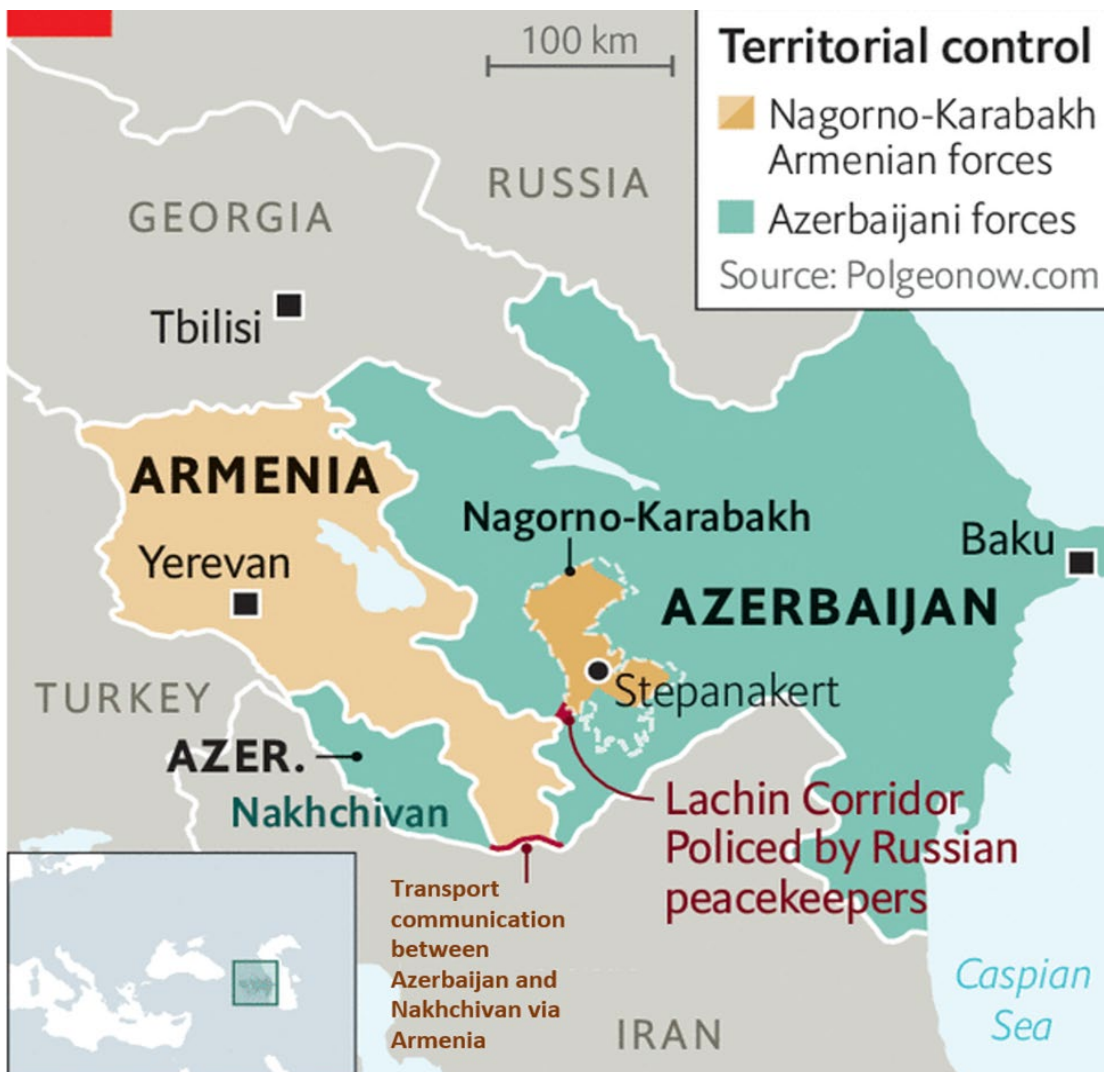 100 km
Territorial control
Nagorno-Karabakh
Armenian forces
Azerbaijani forces
Source: Polgeonow.com
RUSSIA
GEORGIA
Tbilisi
ARMENIA
Yerevan
Nagorno-Karabakh
Baku
AZERBAIJAN
Stepanakert
TURKEY
AZER.
Nakhchivan
Lachin Corridor
Policed by Russian
peacekeepers
Transport
communication
between
Azerbaijan and
Nakhchivan via
Armenia
IRAN
Caspian
Sea